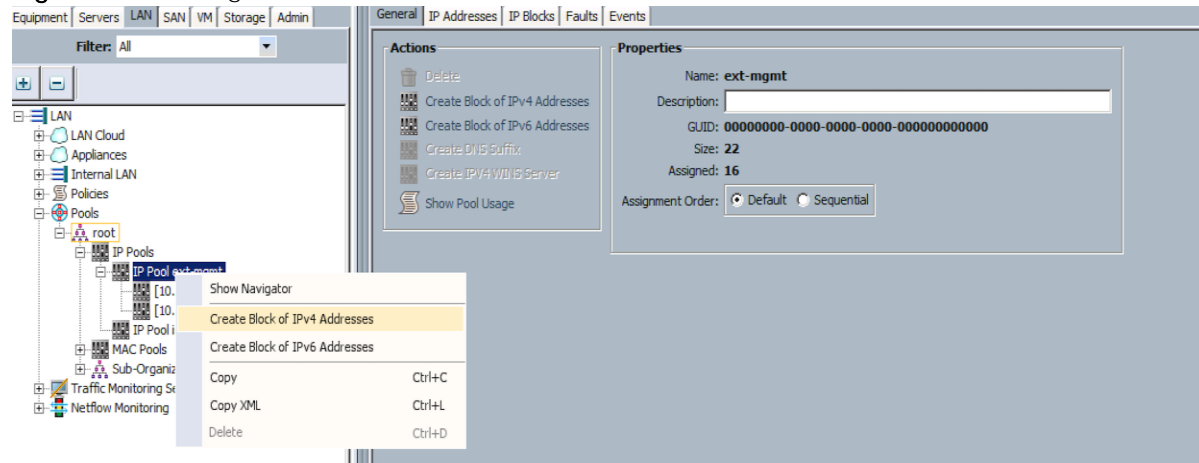 Equipment Servers LAN SAN VM Storage Admin
Filter: All
LAN
LAN Cloud
Appliances
Internal LAN
Policies
Pools
root
IP Pools
IP Pool ext-mgmt
[10.
[10.
IP Pool i
MAC Pools
Sub-Organiz
Traffic Monitoring Se
Netflow Monitoring
Show Navigator
Create Block of IPv4 Addresses
Create Block of IPv6 Addresses
Copy Ctrl+C
Copy XML Ctrl+L
Delete Ctrl+D
General IP Addresses IP Blocks Faults Events
Actions
Delete
Create Block of IPv4 Addresses
Create Block of IPv6 Addresses
Create DNS Suffix
Create IPV4 WINS Server
Show Pool Usage
Properties
Name: ext-mgmt
Description:
GUID: 00000000-0000-0000-0000-000000000000
Size: 22
Assigned: 16
Assignment Order: Default Sequential